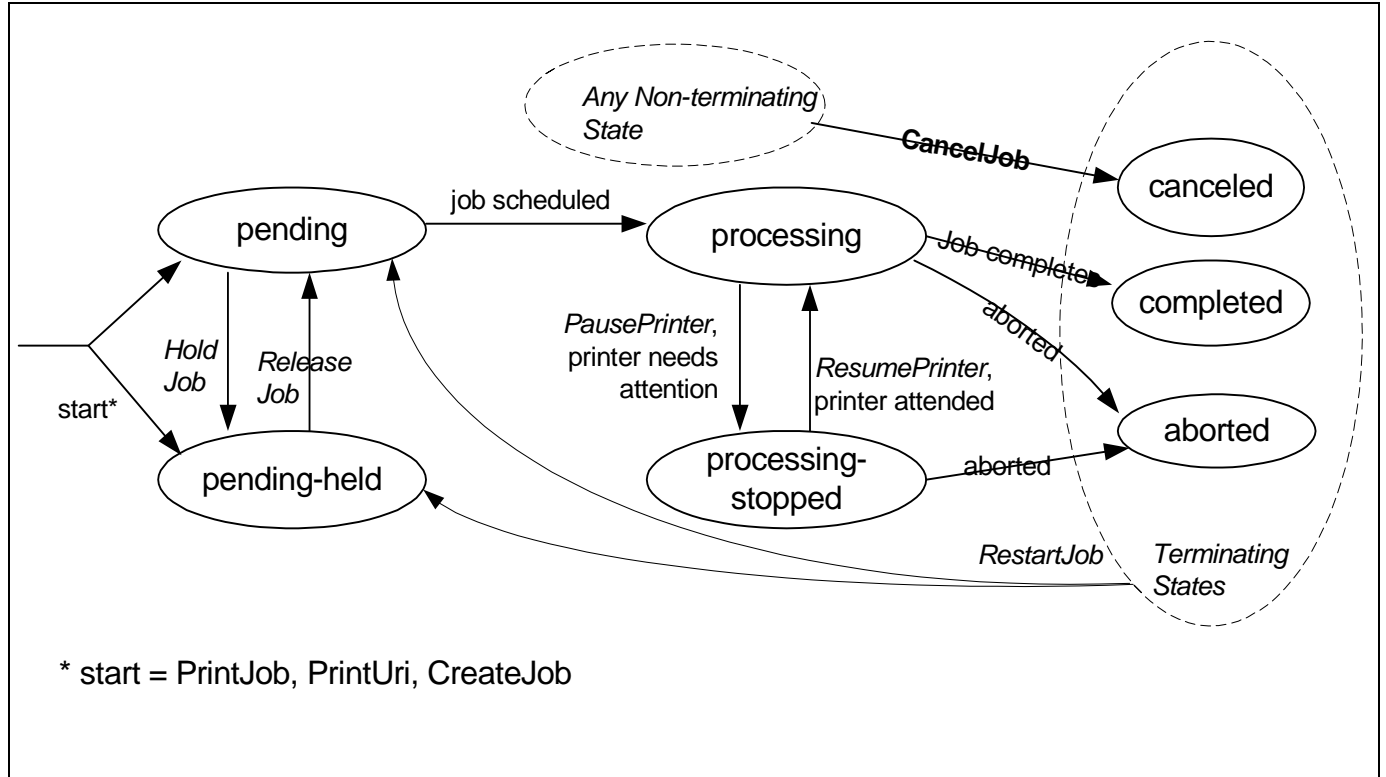 Any Non-terminating
State
CancelJob
canceled
pending
job scheduled
processing
Job completes
completed
aborted
Hold
Job
Release
Job
PausePrinter,
printer needs
attention
ResumePrinter,
printer attended
start*
aborted
pending-held
processing-
stopped
aborted
RestartJob
Terminating
States
* start = PrintJob, PrintUri, CreateJob